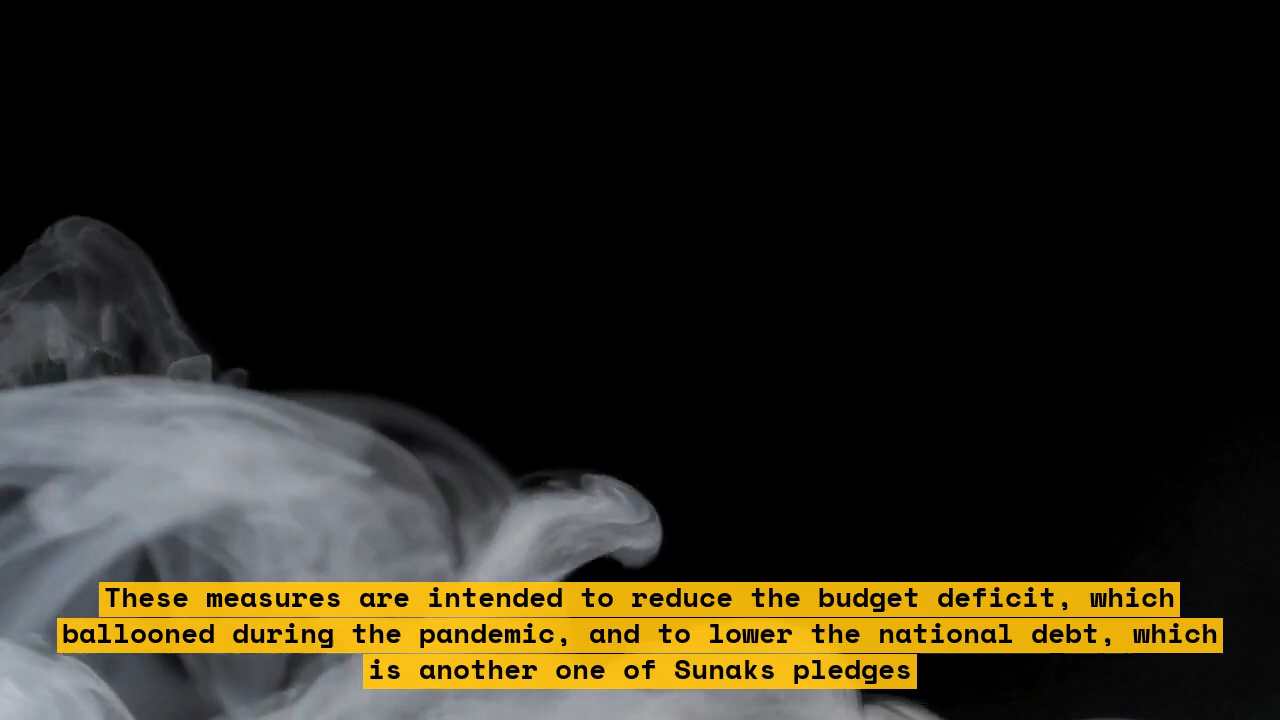 These measures are intended to reduce the budget deficit, which
ballooned during the pandemic, and to lower the national debt, which
is another one of Sunaks pledges